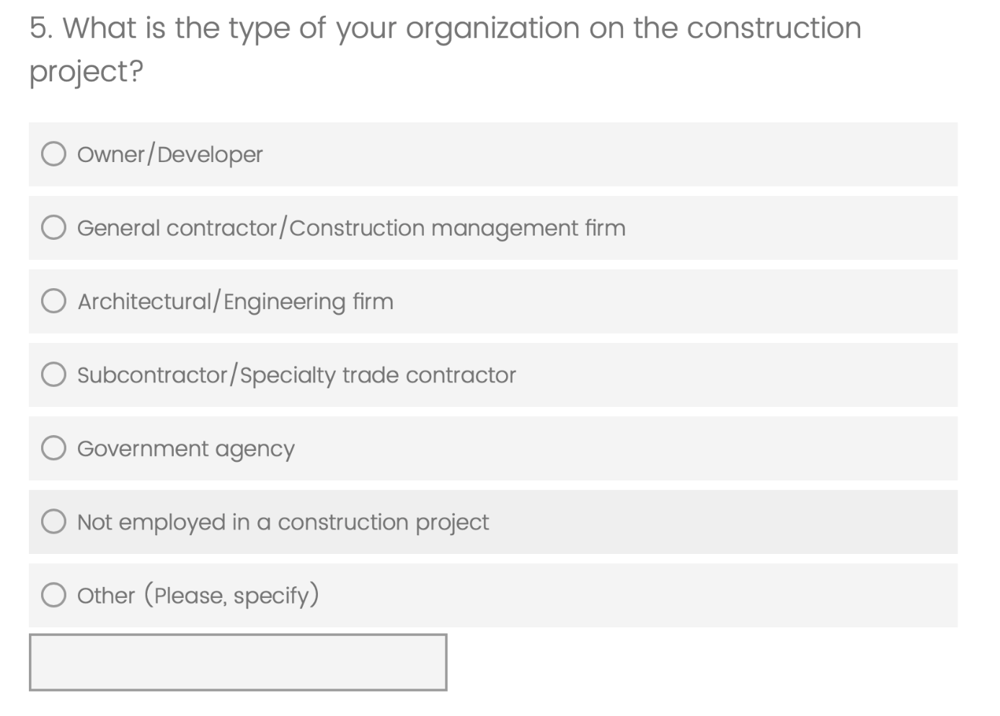 5. What is the type of your organization on the construction
project?
Owner/Developer
General contractor/Construction management firm
Architectural/Engineering firm
Subcontractor/Specialty trade contractor
Government agency
Not employed in a construction project
Other (Please, specify)